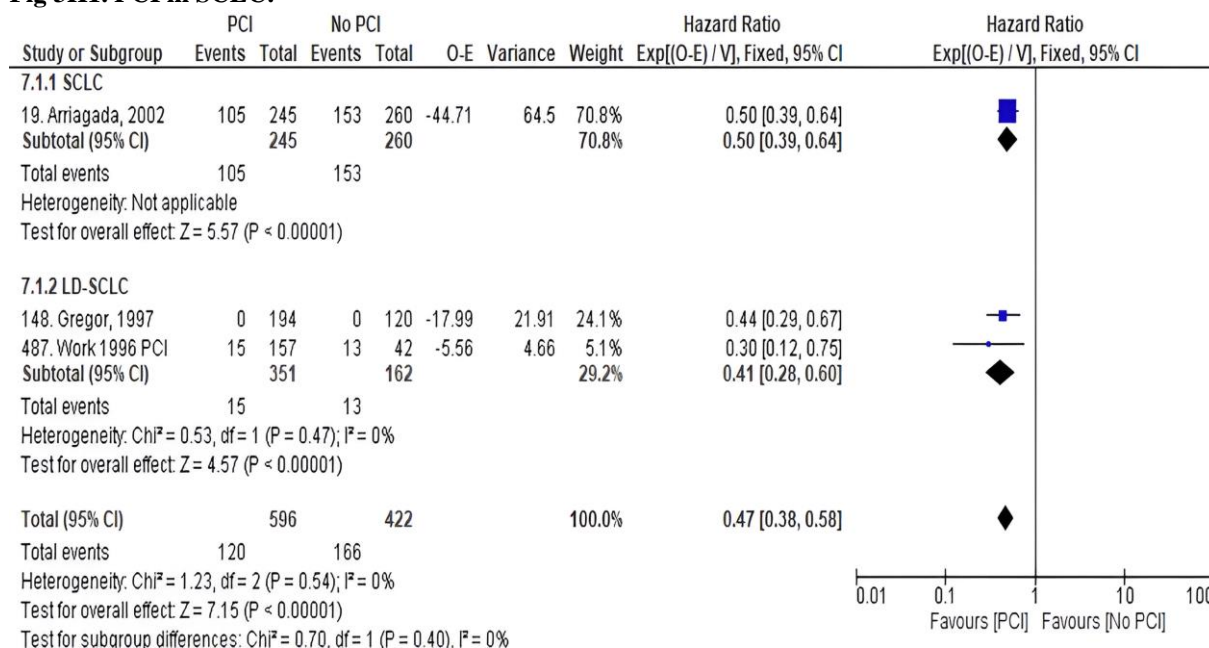 Fig 5III. PCI in SCLC.
PCI No PCI Hazard Ratio Hazard Ratio
Study or Subgroup Events Total Events Total O-E Variance Weight Exp[(O-E) / V], Fixed, 95% CI Exp[(O-E) / V], Fixed, 95% CI
7.1.1 SCLC
19. Arriagada, 2002 105 245 153 260 -44.71 64.5 70.8% 0.50 [0.39, 0.64]
Subtotal (95% CI) 245 260 70.8% 0.50 [0.39, 0.64]
Total events 105 153
Heterogeneity: Not applicable
Test for overall effect: Z = 5.57 (P < 0.00001)
7.1.2 LD-SCLC
148. Gregor, 1997 0 194 0 120 -17.99 21.91 24.1% 0.44 [0.29, 0.67]
487. Work 1996 PCI 15 157 13 42 -5.56 4.66 5.1% 0.30 [0.12, 0.75]
Subtotal (95% CI) 351 162 29.2% 0.41 [0.28, 0.60]
Total events 15 13
Heterogeneity: Chi² = 0.53, df = 1 (P = 0.47); I² = 0%
Test for overall effect: Z = 4.57 (P < 0.00001)
Total (95% CI) 596 422 100.0% 0.47 [0.38, 0.58]
Total events 120 166
Heterogeneity: Chi² = 1.23, df = 2 (P = 0.54); I² = 0%
Test for overall effect: Z = 7.15 (P < 0.00001)
Test for subgroup differences: Chi² = 0.70, df = 1 (P = 0.40), I² = 0%
0.01 0.1 1 10 100
Favours [PCI] Favours [No PCI]